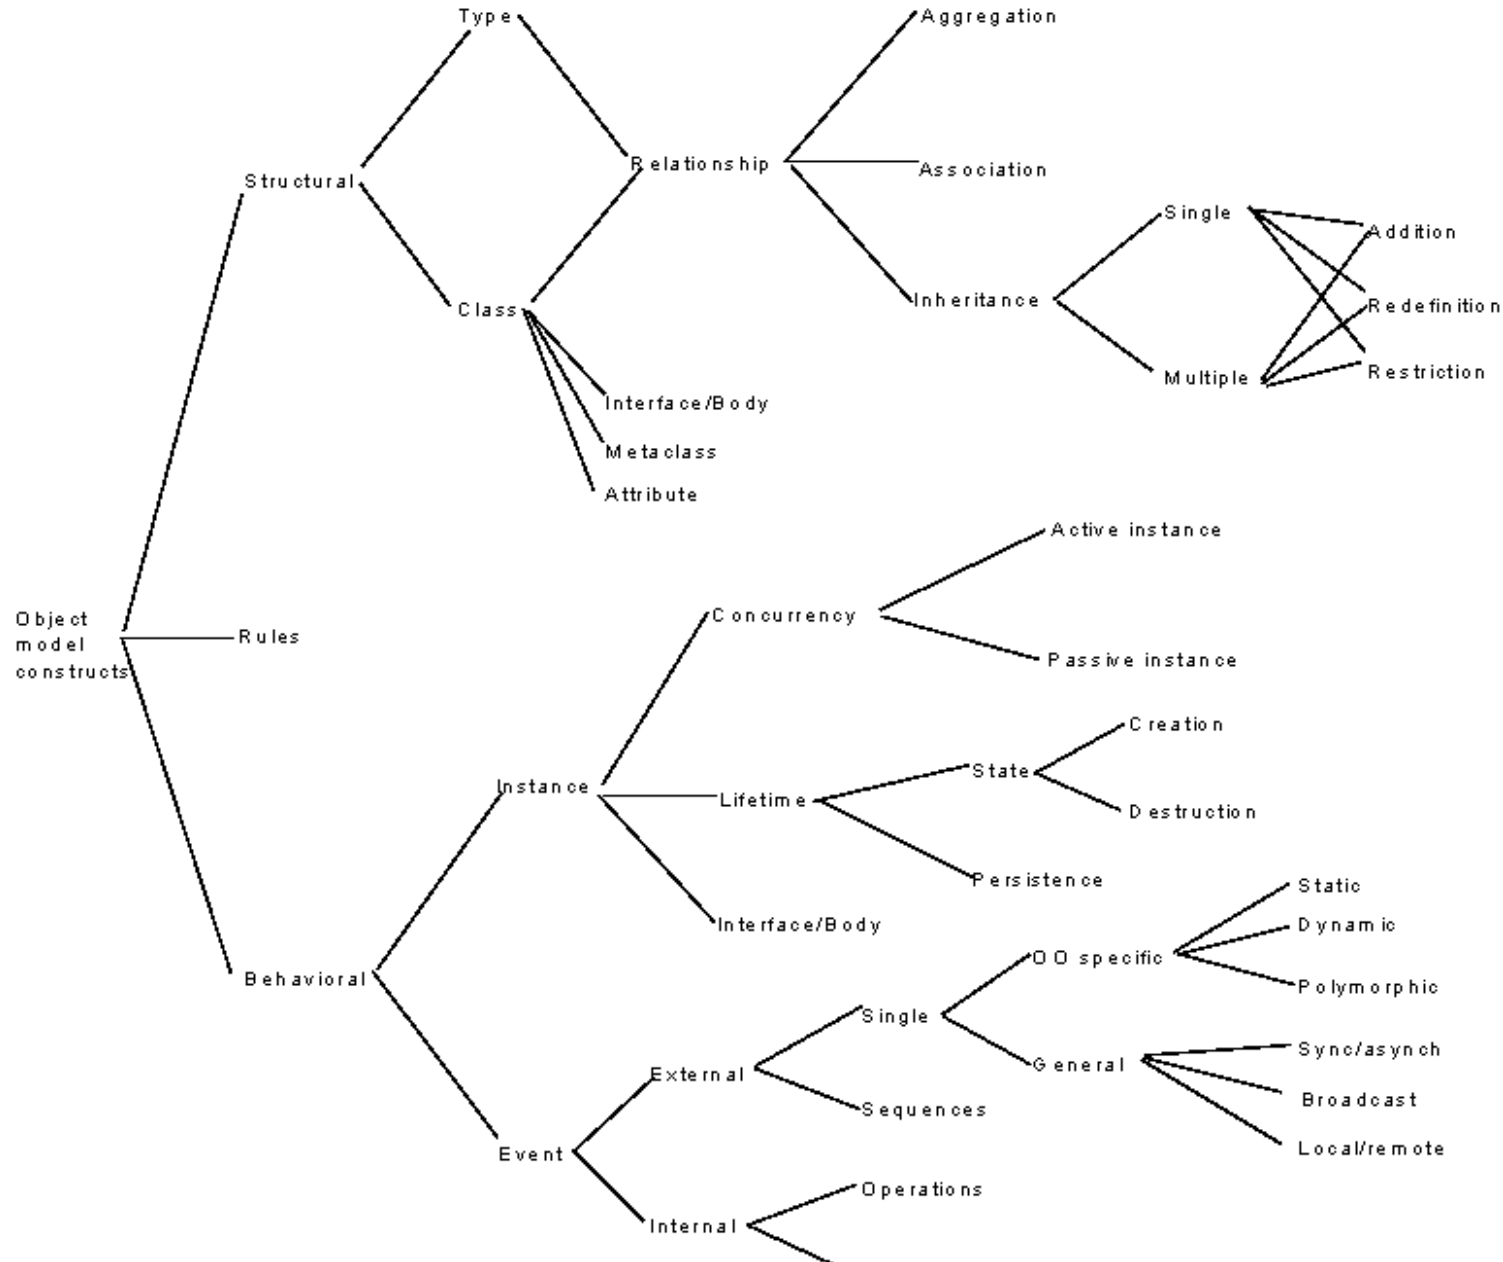 Type
Aggregation
Relationship
Association
Structural
Single
Addition
Inheritance
Redefinition
Class
Restriction
Multiple
Interface/Body
Metaclass
Attribute
Active instance
Concurrency
Object
model
constructs
Rules
Passive instance
Creation
State
Instance
Lifetime
Destruction
Persistence
Static
Interface/Body
Dynamic
OO specific
Behavioral
Polymorphic
Single
Sync/asynch
General
External
Broadcast
Sequences
Local/remote
Event
Operations
Internal